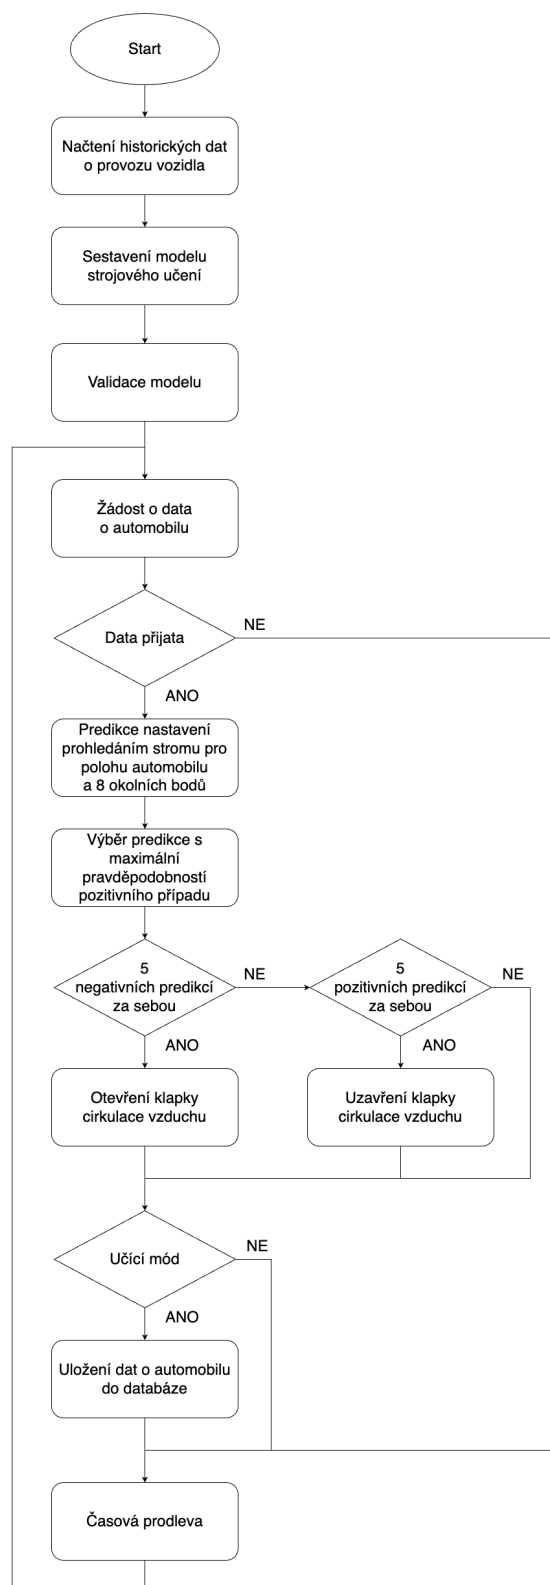 Start
Načtení historických dat
o provozu vozidla
Sestavení modelu
strojového učení
Validace modelu
Žádost o data
o automobilu
Data přijata
NE
ANO
Predikce nastavení
prohledáním stromu pro
polohu automobilu
a 8 okolních bodů
Výběr predikce s
maximální
pravděpodobností
pozitivního případu
5
negativních predikcí
za sebou
NE
5
pozitivních predikcí
za sebou
NE
ANO
ANO
Otevření klapky
cirkulace vzduchu
Uzavření klapky
cirkulace vzduchu
Učící mód
NE
ANO
Uložení dat o automobilu
do databáze
Časová prodleva